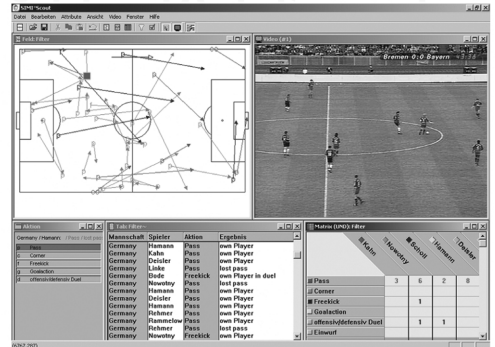 SIMI°Scout
Datei Bearbeiten Attribute Ansicht Video Fenster Hilfe
Feld: Filter
Video (art)
Bremen 0:0 Bayern
Aktion
Germany /Hamann: / Pass / lost pass
Pass
Corner
Freekick
Goalaction
offensiv/defensiv Duel
Tab: Filter
Mannschaft Spieler Aktion Ergebnis
Germany Hamann Pass own Player
Germany Kahn Pass own Player
Germany Deisler Pass own Player
Germany Linke Pass lost pass
Germany Bode Freekick own Player in duel
Germany Nowotny Pass lost pass
Germany Hamann Pass own Player
Germany Deisler Pass own Player
Germany Hamann Pass own Player
Germany Rehmer Pass own Player
Germany Rammelow Pass own Player
Germany Rehmer Pass lost pass
Germany Nowotny Freekick own Player
Matrix (UND): Filter
Kahn Nowotny Scholl Hamann Deisler
Pass 3 6 2 8
Corner
Freekick 1
Goalaction
offensiv/defensiv Duel 1 1
Einwurf